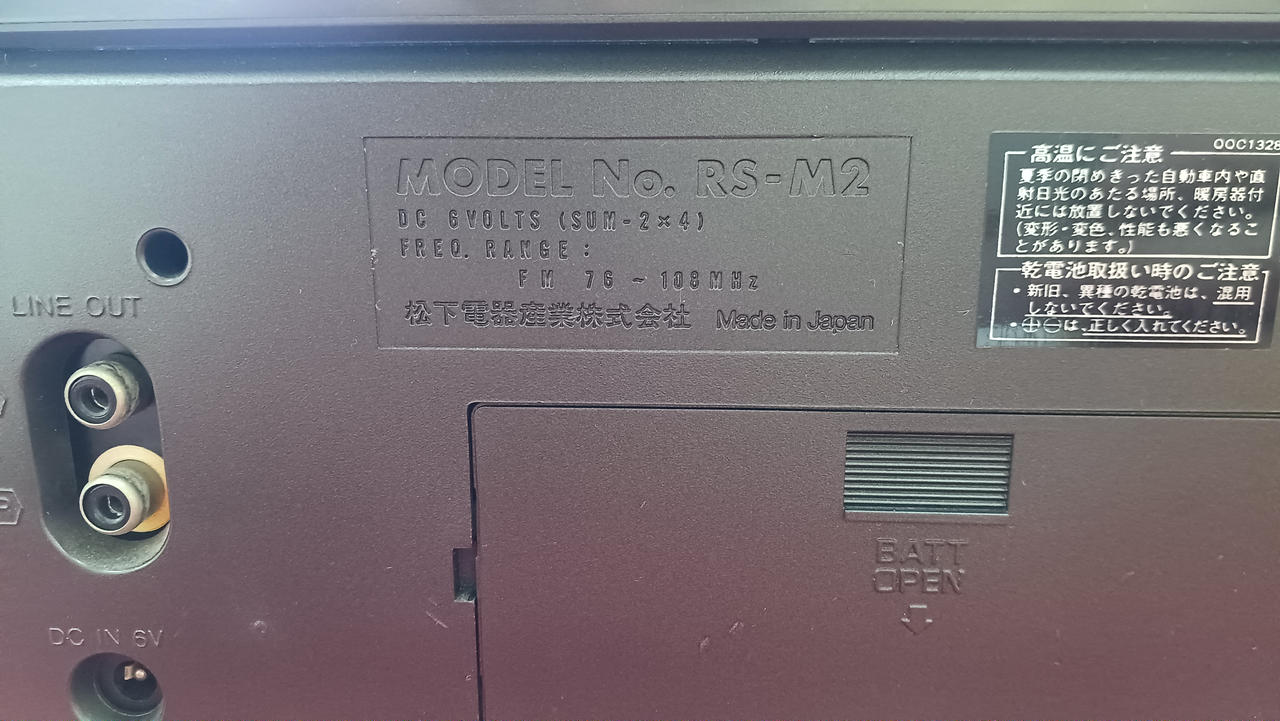 MODEL No. RS-M2
DC 6VOLTS (SUM-2×4)
FREQ. RANGE :
FM 76 ~ 108MHz
松下電器産業株式会社 Made in Japan
OOC1328
高温にご注意
夏季の閉めきった自動車内や直
射日光のあたる場所、暖房器付
近には放置しないでください。
(変形・変色、性能も悪くなるこ
とがあります。)
乾電池取扱い時のご注意
・新旧、異種の乾電池は、混用
しないでください。
・⊕⊖は、正しく入れてください。
LINE OUT
DC IN 6V
BATT
OPEN